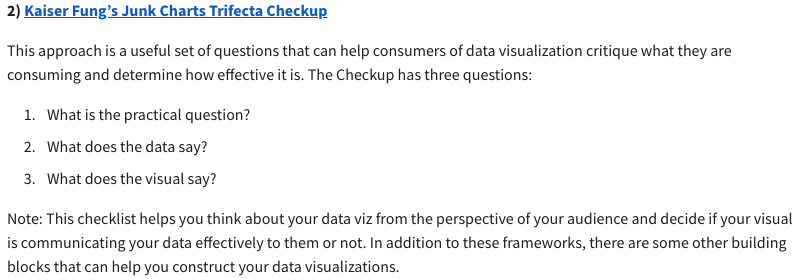 2) Kaiser Fung’s Junk Charts Trifecta Checkup
This approach is a useful set of questions that can help consumers of data visualization critique what they are
consuming and determine how effective it is. The Checkup has three questions:
1. What is the practical question?
2. What does the data say?
3. What does the visual say?
Note: This checklist helps you think about your data viz from the perspective of your audience and decide if your visual
is communicating your data effectively to them or not. In addition to these frameworks, there are some other building
blocks that can help you construct your data visualizations.